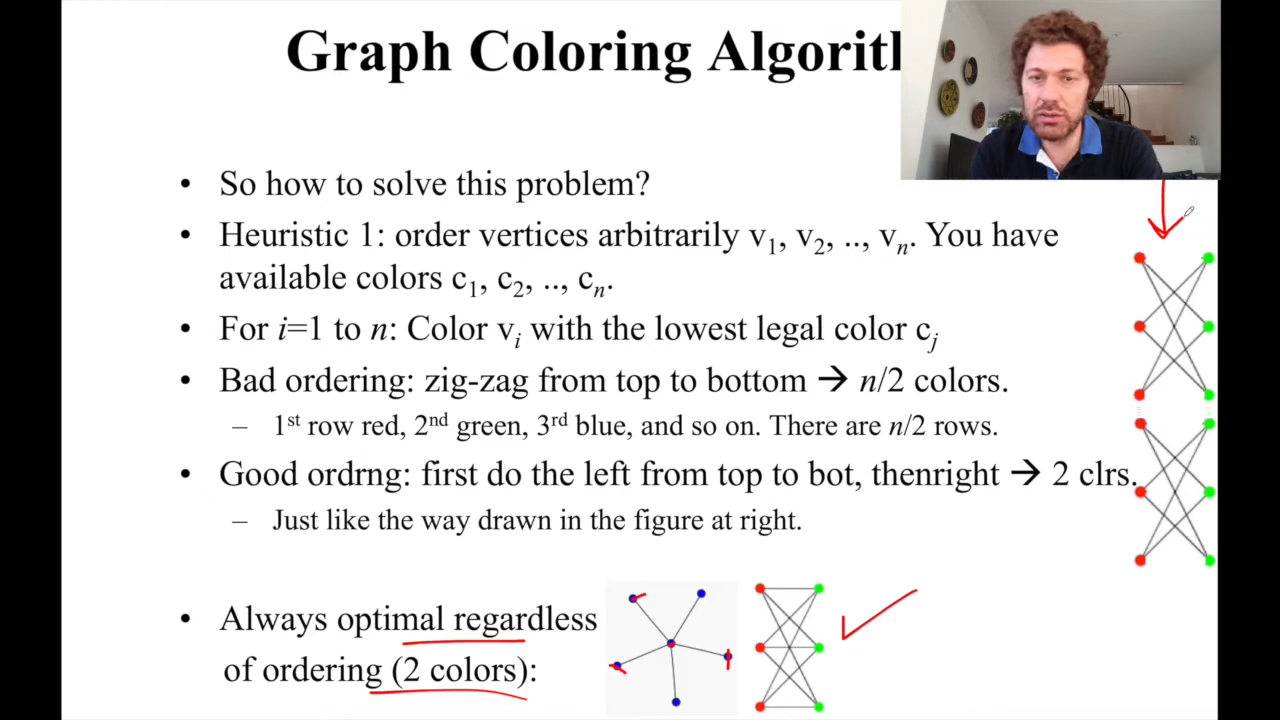 Graph Coloring Algorith
• So how to solve this problem?
• Heuristic 1: order vertices arbitrarily v1, v2, .., vn. You have
available colors c1, c2, .., cn.
• For i=1 to n: Color vi with the lowest legal color cj
• Bad ordering: zig-zag from top to bottom → n/2 colors.
– 1st row red, 2nd green, 3rd blue, and so on. There are n/2 rows.
• Good ordrng: first do the left from top to bot, thenright → 2 clrs.
– Just like the way drawn in the figure at right.
• Always optimal regardless
of ordering (2 colors):